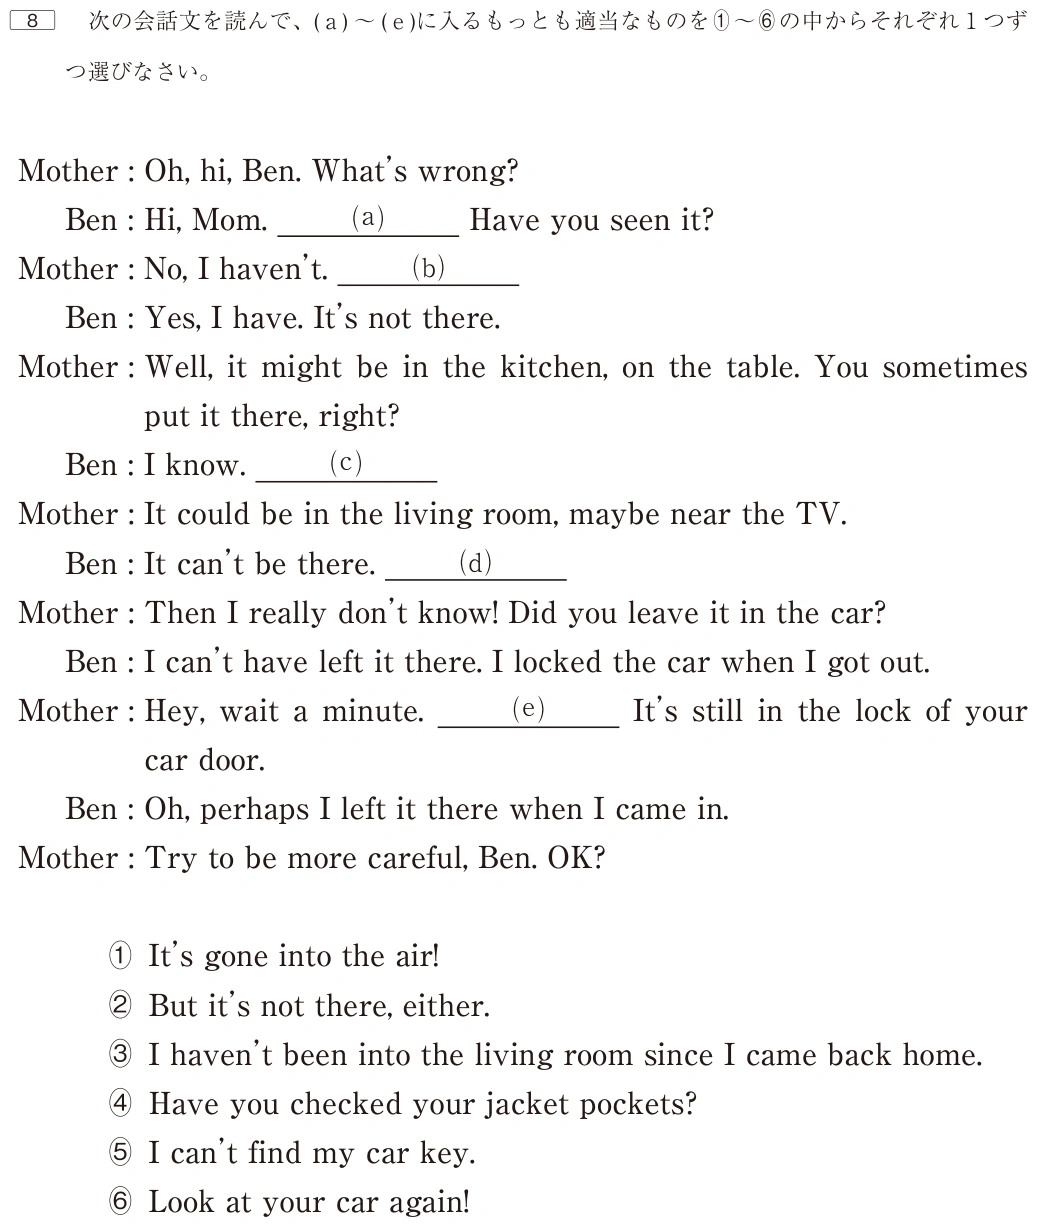 8 次の会話文を読んで、(a)～(e)に入るもっとも適当なものを①～⑥の中からそれぞれ1つず
つ選びなさい。
Mother : Oh, hi, Ben. What's wrong?
Ben : Hi, Mom. (a) Have you seen it?
Mother : No, I haven't. (b)
Ben : Yes, I have. It's not there.
Mother : Well, it might be in the kitchen, on the table. You sometimes
put it there, right?
Ben : I know. (c)
Mother : It could be in the living room, maybe near the TV.
Ben : It can't be there. (d)
Mother : Then I really don't know! Did you leave it in the car?
Ben : I can't have left it there. I locked the car when I got out.
Mother : Hey, wait a minute. (e) It's still in the lock of your
car door.
Ben : Oh, perhaps I left it there when I came in.
Mother : Try to be more careful, Ben. OK?
① It's gone into the air!
② But it's not there, either.
③ I haven't been into the living room since I came back home.
④ Have you checked your jacket pockets?
⑤ I can't find my car key.
⑥ Look at your car again!